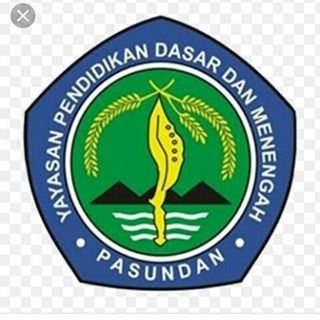 YAYASAN PENDIDIKAN DASAR DAN MENENGAH
• PASUNDAN •